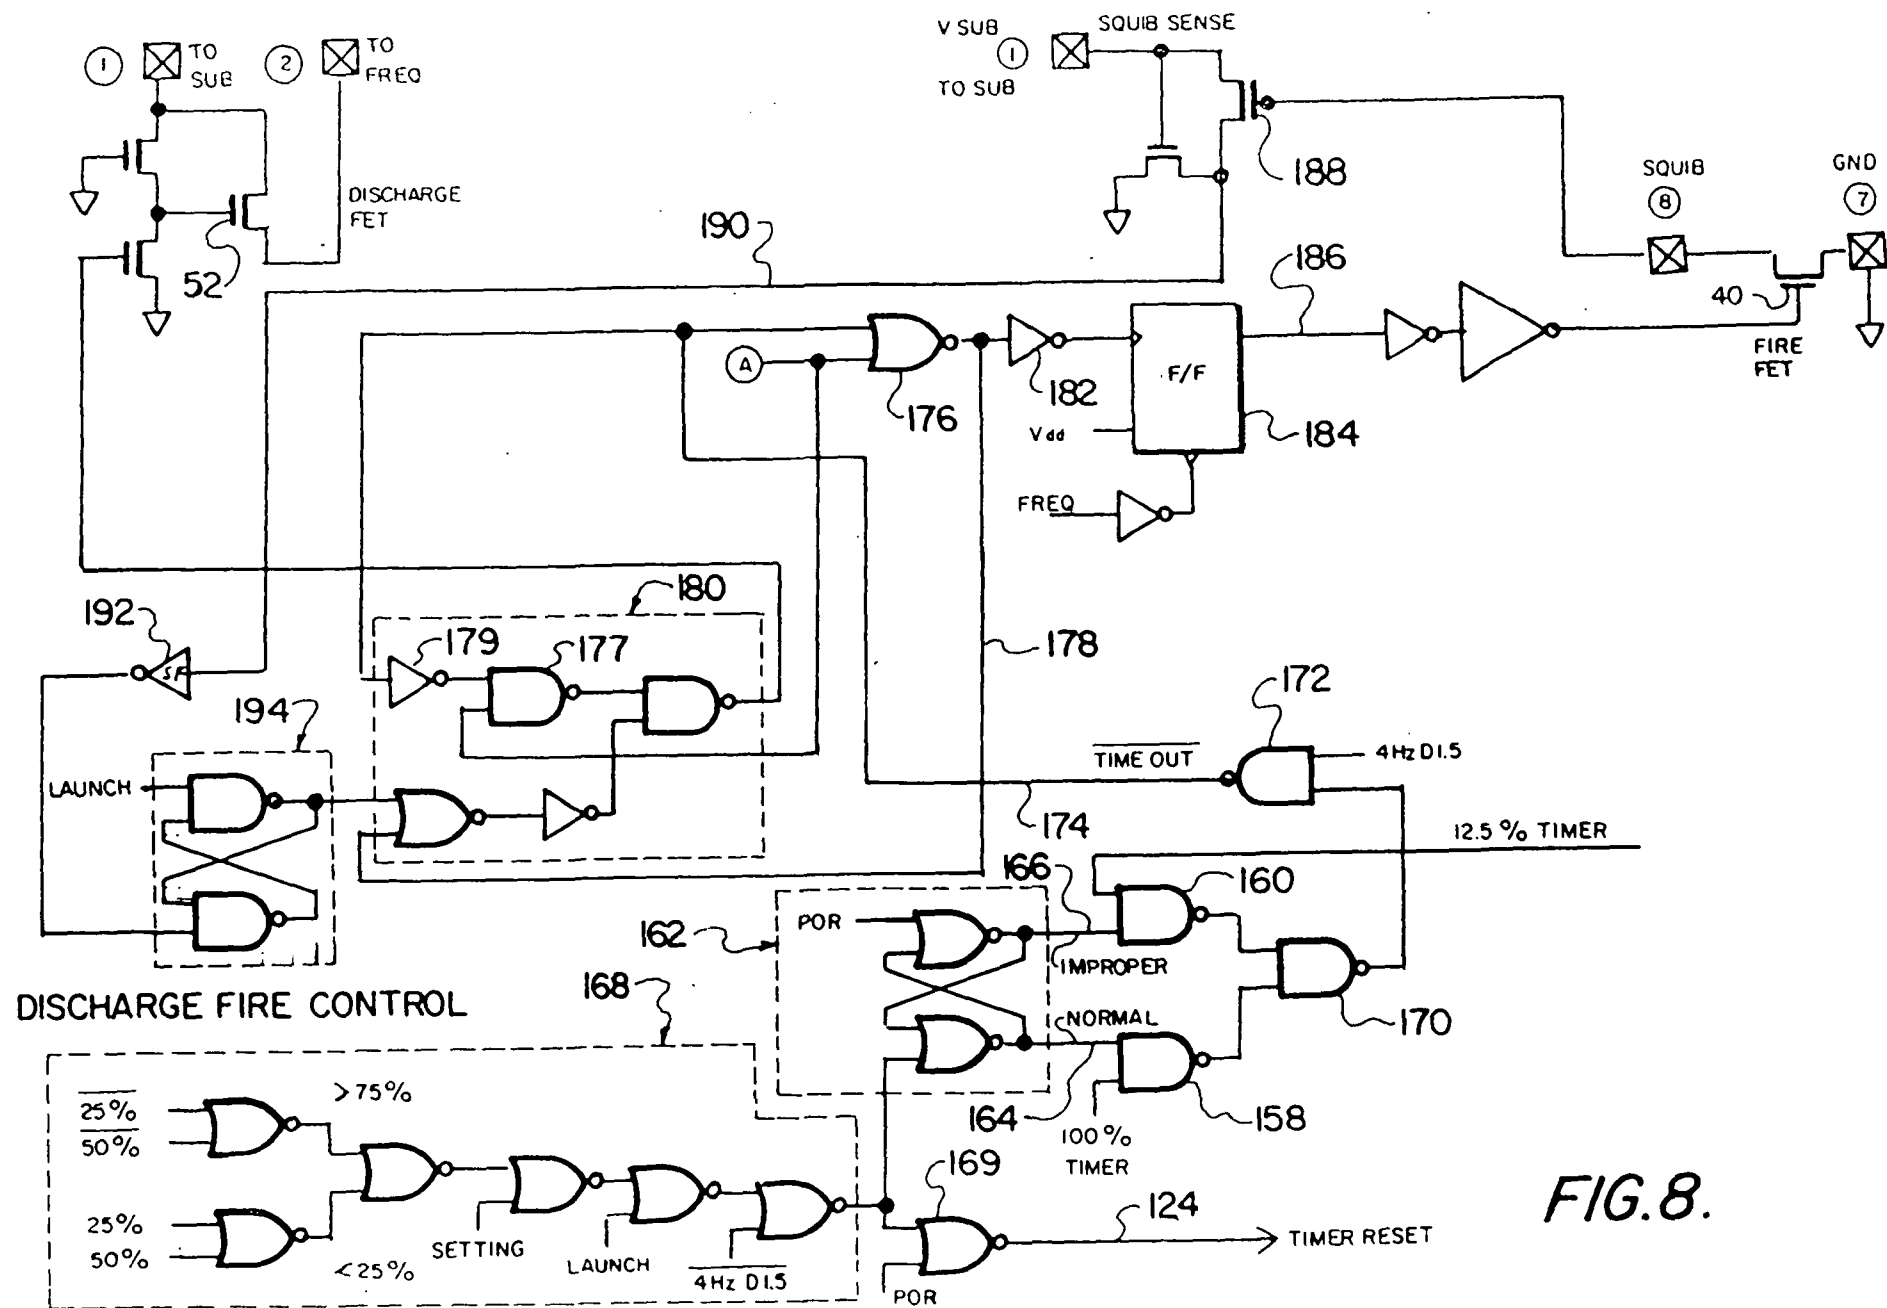 1
TO
SUB
2
TO
FREQ
V SUB
1
TO SUB
SQUIB SENSE
188
SQUIB
8
GND
7
DISCHARGE
FET
52
190
186
40
FIRE
FET
A
176
182
F/F
Vdd
184
FREQ
180
192
SF
179
177
178
194
LAUNCH
172
TIME OUT
4Hz D1.5
174
12.5% TIMER
166
160
162
POR
IMPROPER
DISCHARGE FIRE CONTROL
168
NORMAL
170
164
158
100%
TIMER
25%
50%
>75%
25%
50%
<25%
SETTING
LAUNCH
4Hz D1.5
169
POR
124
TIMER RESET
FIG.8.